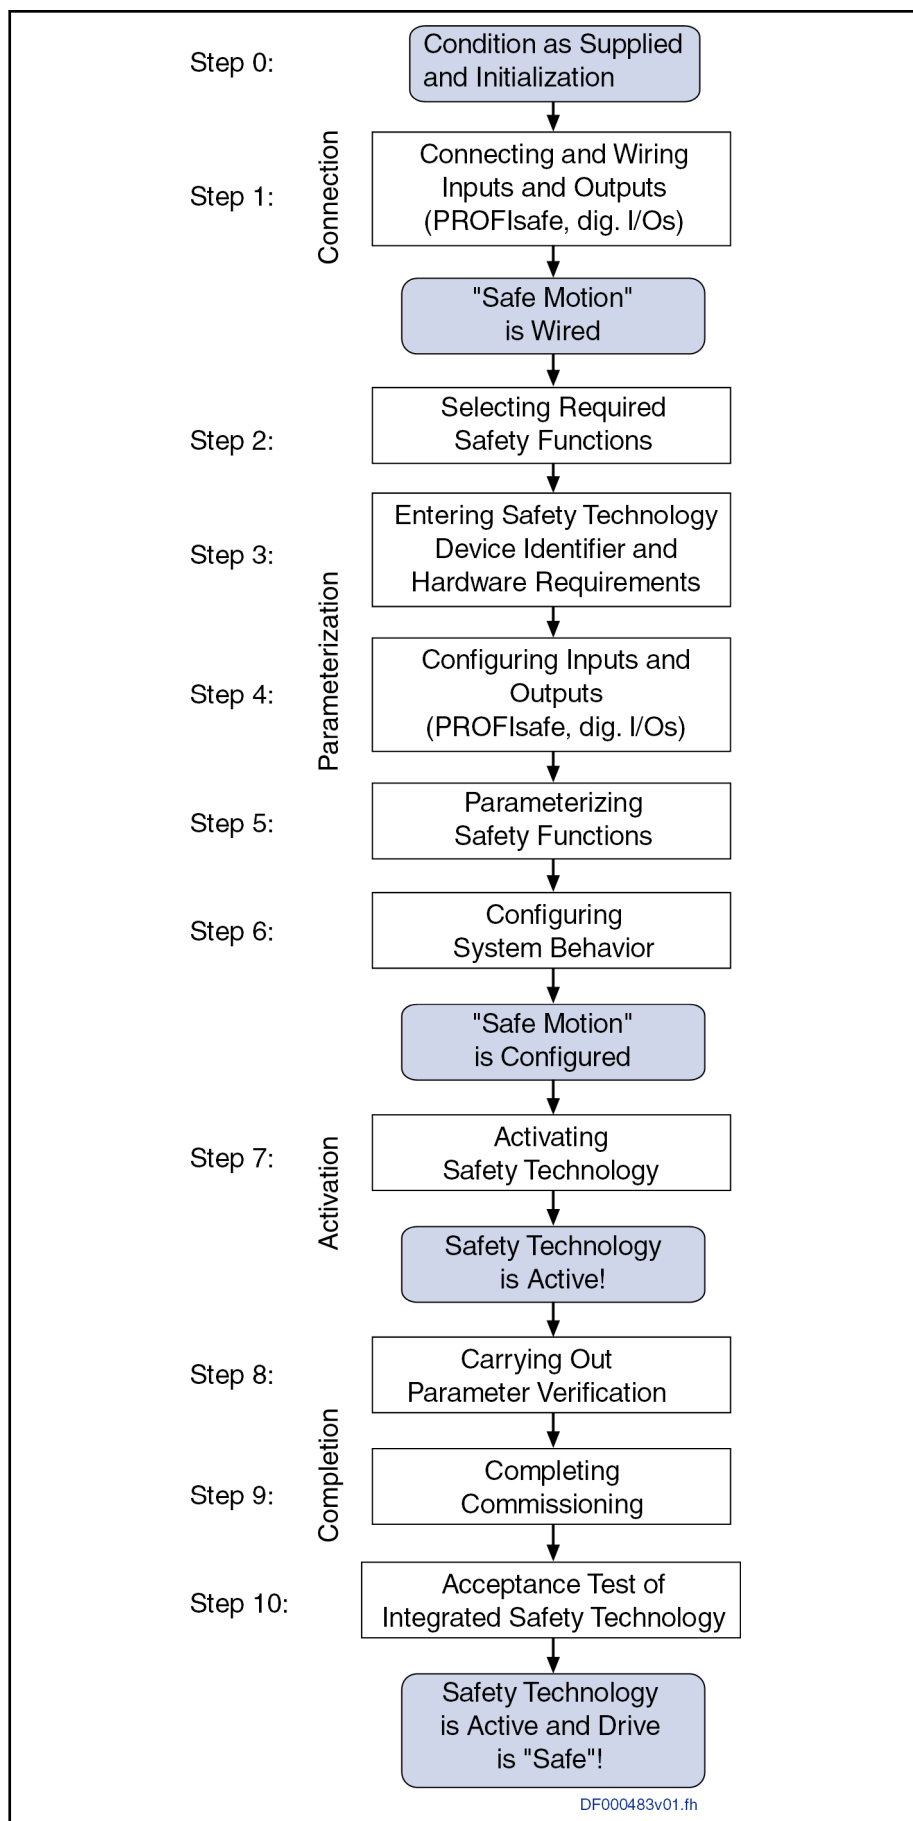 Step 0:
Condition as Supplied
and Initialization
Connection
Step 1:
Connecting and Wiring
Inputs and Outputs
(PROFIsafe, dig. I/Os)
"Safe Motion"
is Wired
Step 2:
Selecting Required
Safety Functions
Parameterization
Step 3:
Entering Safety Technology
Device Identifier and
Hardware Requirements
Step 4:
Configuring Inputs and
Outputs
(PROFIsafe, dig. I/Os)
Step 5:
Parameterizing
Safety Functions
Step 6:
Configuring
System Behavior
"Safe Motion"
is Configured
Activation
Step 7:
Activating
Safety Technology
Safety Technology
is Active!
Completion
Step 8:
Carrying Out
Parameter Verification
Step 9:
Completing
Commissioning
Step 10:
Acceptance Test of
Integrated Safety Technology
Safety Technology
is Active and Drive
is "Safe"!
DF000483v01.fh